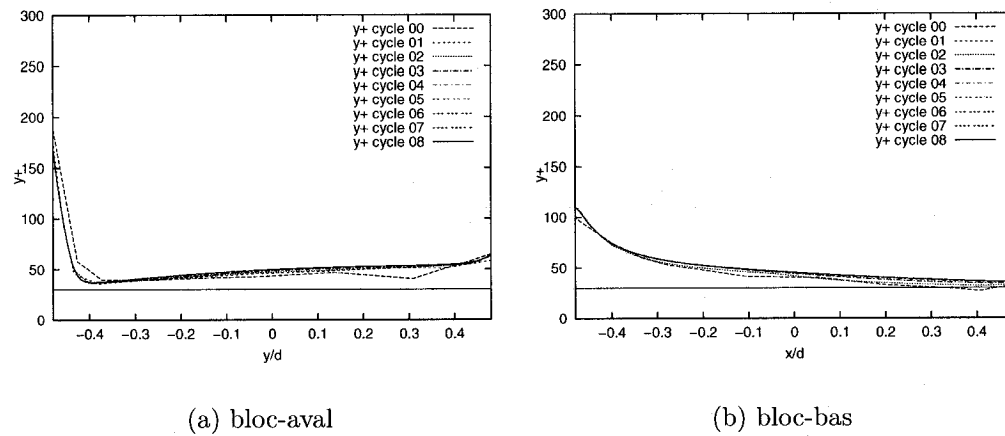 300
250
200
150
100
50
0
y+
−0.4 −0.3 −0.2 −0.1 0 0.1 0.2 0.3 0.4
y/d
y+ cycle 00
y+ cycle 01
y+ cycle 02
y+ cycle 03
y+ cycle 04
y+ cycle 05
y+ cycle 06
y+ cycle 07
y+ cycle 08
(a) bloc-aval
300
250
200
150
100
50
0
y+
−0.4 −0.3 −0.2 −0.1 0 0.1 0.2 0.3 0.4
x/d
y+ cycle 00
y+ cycle 01
y+ cycle 02
y+ cycle 03
y+ cycle 04
y+ cycle 05
y+ cycle 06
y+ cycle 07
y+ cycle 08
(b) bloc-bas